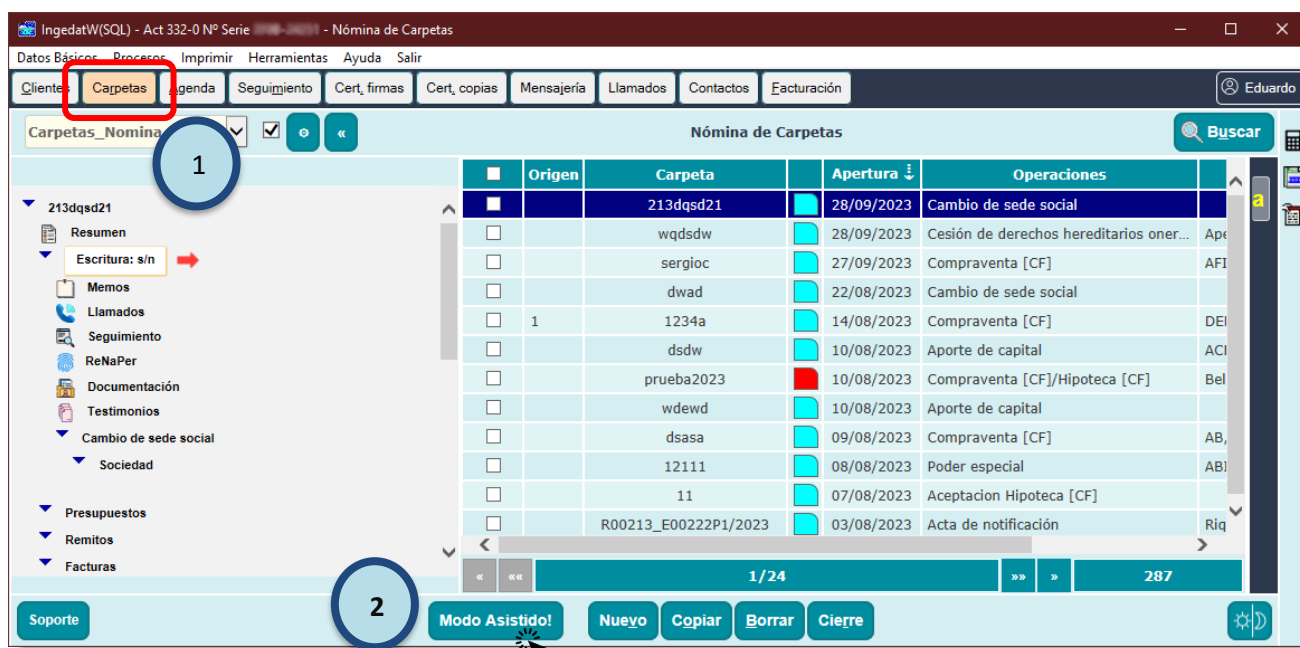 IngedatW(SQL) - Act 332-0 Nº Serie - Nómina de Carpetas
Datos Básicos Procesos Imprimir Herramientas Ayuda Salir
Clientes Carpetas Agenda Seguimiento Cert. firmas Cert. copias Mensajería Llamados Contactos Facturación Eduardo
Carpetas_Nomina « Nómina de Carpetas Buscar
1
Origen Carpeta Apertura Operaciones
a
213dqsd21
Resumen
Escritura: s/n
Memos
Llamados
Seguimiento
ReNaPer
Documentación
Testimonios
Cambio de sede social
Sociedad
Presupuestos
Remitos
Facturas
213dqsd21 28/09/2023 Cambio de sede social
wqdsdw 28/09/2023 Cesión de derechos hereditarios oner... Ape
sergioc 27/09/2023 Compraventa [CF] AFI
dwad 22/08/2023 Cambio de sede social
1 1234a 14/08/2023 Compraventa [CF] DEI
dsdw 10/08/2023 Aporte de capital ACI
prueba2023 10/08/2023 Compraventa [CF]/Hipoteca [CF] Bel
wdewd 10/08/2023 Aporte de capital
dsasa 09/08/2023 Compraventa [CF] AB,
12111 08/08/2023 Poder especial ABI
11 07/08/2023 Aceptacion Hipoteca [CF]
R00213_E00222P1/2023 03/08/2023 Acta de notificación Riq
« «« 1/24 »» » 287
2
Soporte Modo Asistido! Nuevo Copiar Borrar Cierre